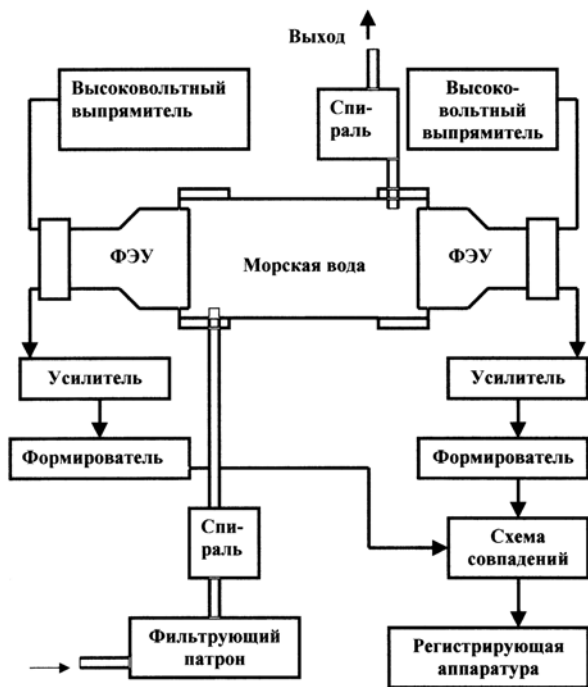 Выход
Высоковольтный
выпрямитель
Спи-
раль
Высоко-
вольтный
выпрямитель
ФЭУ
Морская вода
ФЭУ
Усилитель
Усилитель
Формирователь
Формирователь
Спи-
раль
Схема
совпадений
Фильтрующий
патрон
Регистрирующая
аппаратура